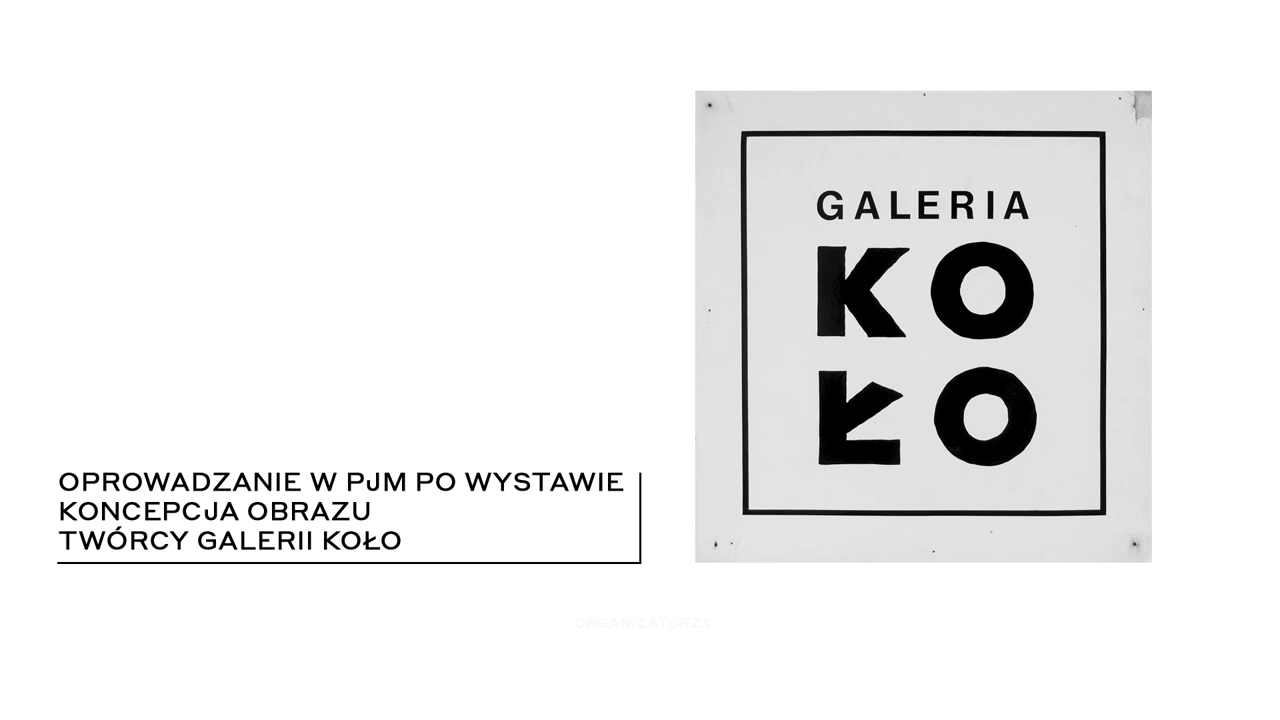 GALERIA
KO
ŁO
OPROWADZANIE W PJM PO WYSTAWIE
KONCEPCJA OBRAZU
TWÓRCY GALERII KOŁO
ORGANIZATORZY